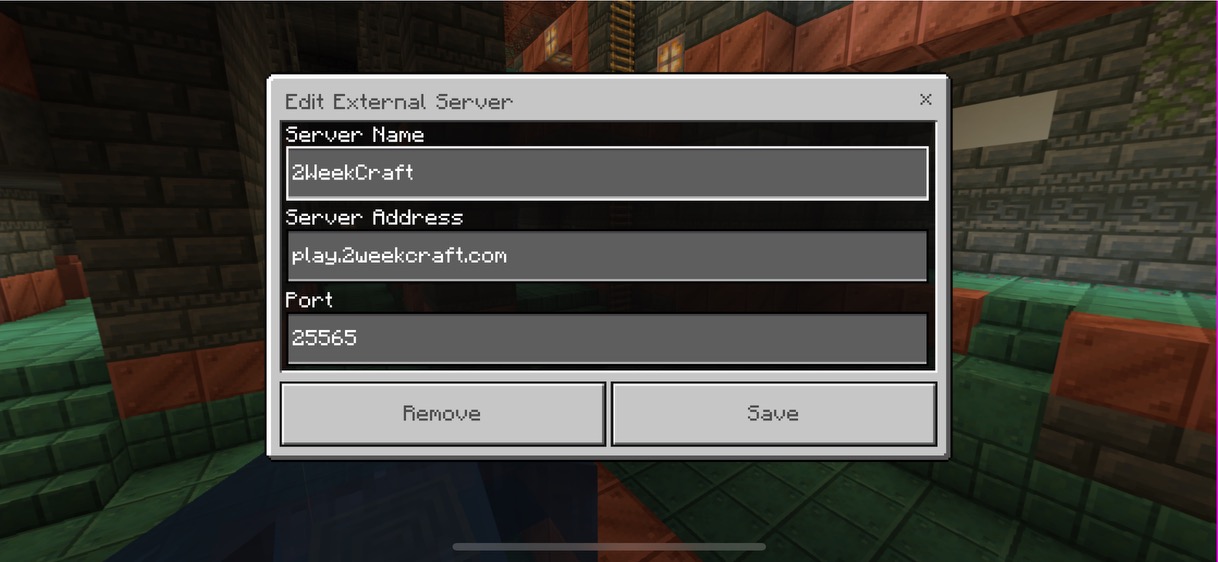 Edit External Server
Server Name
2WeekCraft
Server Address
play.2weekcraft.com
Port
25565
Remove
Save